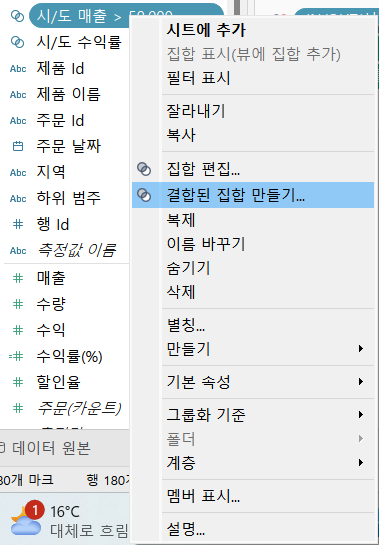 시/도 매출 > 50,000
시/도 수익률
Abc 제품 Id
Abc 제품 이름
Abc 주문 Id
주문 날짜
Abc 지역
Abc 하위 범주
# 행 Id
Abc 측정값 이름
# 매출
# 수량
# 수익
=# 수익률(%)
# 할인율
# 주문(카운트)
데이터 원본
80개 마크
행 180
1
16°C
대체로 흐림
시트에 추가
집합 표시(뷰에 집합 추가)
필터 표시
잘라내기
복사
집합 편집...
결합된 집합 만들기...
복제
이름 바꾸기
숨기기
삭제
별칭...
만들기
기본 속성
그룹화 기준
폴더
계층
멤버 표시...
설명...